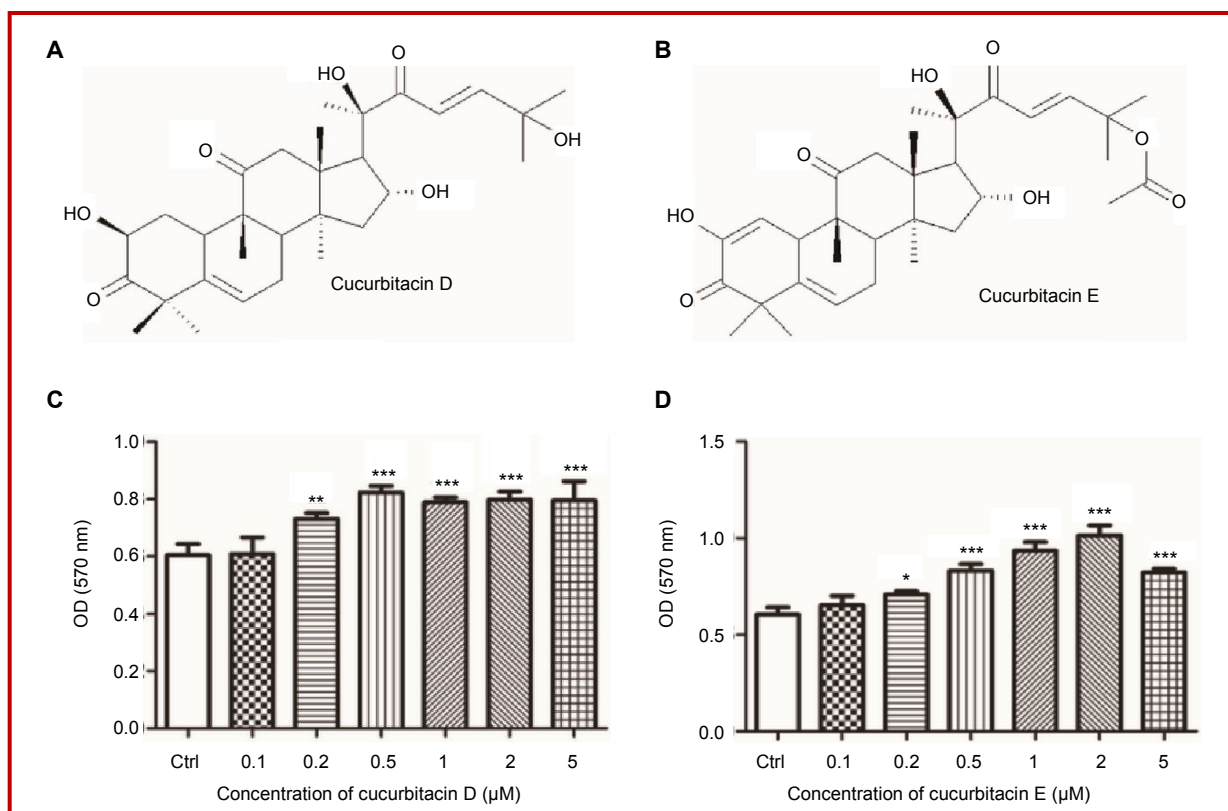 A
B
O
HO
OH
O
OH
HO
O
Cucurbitacin D
O
HO
O
O
O
OH
HO
O
Cucurbitacin E
C
1.0
0.8
0.6
0.4
0.2
0.0
OD (570 nm)
**
***
***
***
***
Ctrl 0.1 0.2 0.5 1 2 5
Concentration of cucurbitacin D (μM)
D
1.5
1.0
0.5
0.0
OD (570 nm)
*
***
***
***
***
Ctrl 0.1 0.2 0.5 1 2 5
Concentration of cucurbitacin E (μM)